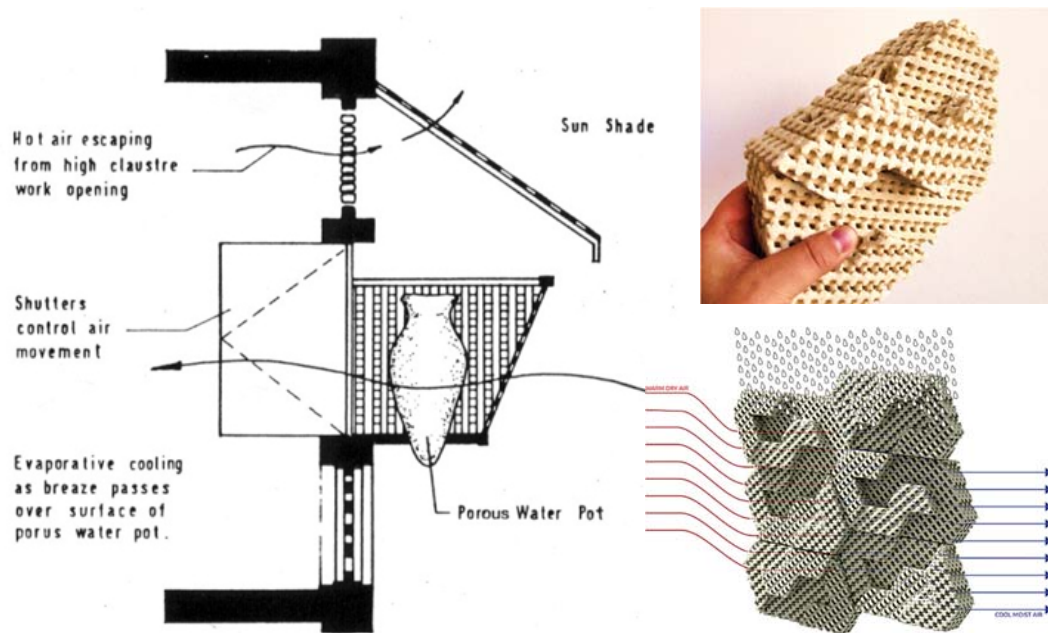 Hot air escaping
from high claustre
work opening
Sun Shade
Shutters
control air
movement
Evaporative cooling
as breaze passes
over surface of
porus water pot.
Porous Water Pot
WARM DRY AIR
COOL MOIST AIR